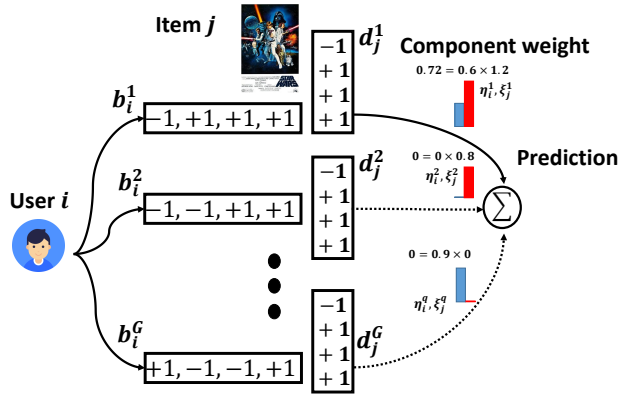 Item j
Component weight
d_j^1
−1
+1
+1
+1
0.72 = 0.6 × 1.2
η_i^1, ξ_j^1
b_i^1
−1, +1, +1, +1
STAR
WARS
d_j^2
−1
+1
+1
+1
0 = 0 × 0.8
η_i^2, ξ_j^2
Prediction
∑
User i
b_i^2
−1, −1, +1, +1
0 = 0.9 × 0
η_i^q, ξ_j^q
b_i^G
+1, −1, −1, +1
−1
+1
+1
+1
d_j^G